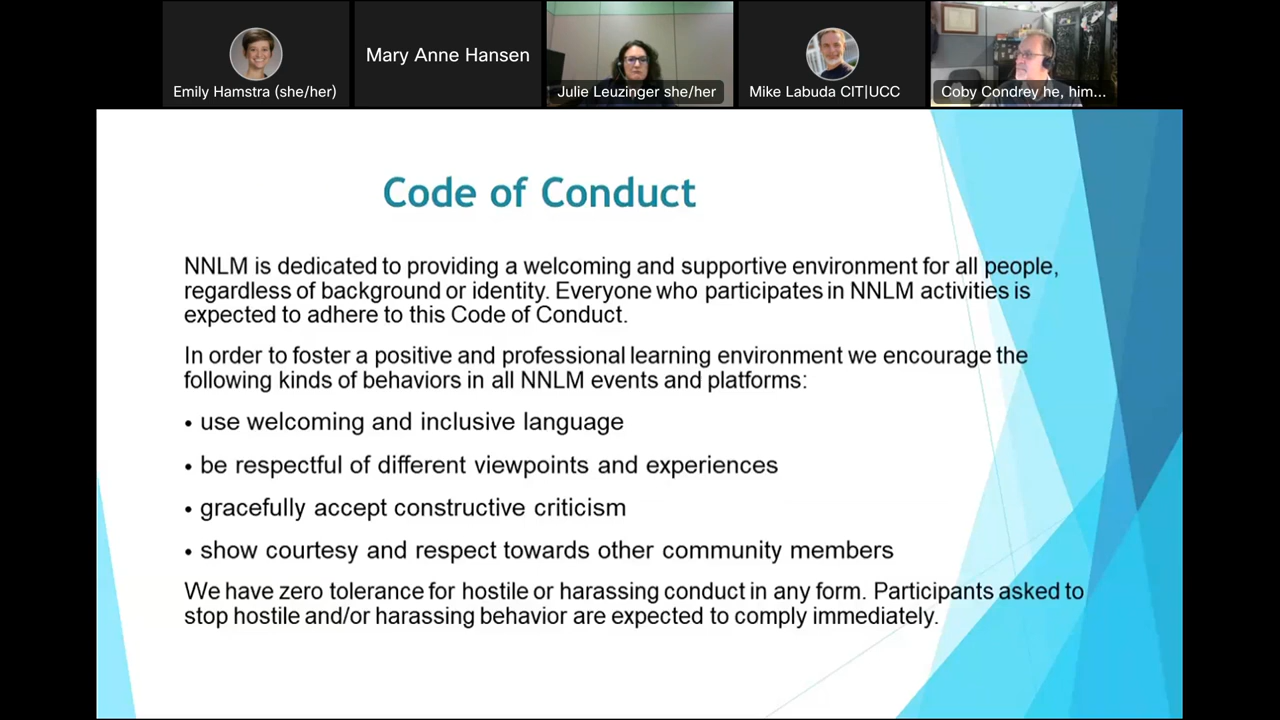 Emily Hamstra (she/her)
Mary Anne Hansen
Julie Leuzinger she/her
Mike Labuda CIT|UCC
Coby Condrey he, him...
Code of Conduct
NNLM is dedicated to providing a welcoming and supportive environment for all people,
regardless of background or identity. Everyone who participates in NNLM activities is
expected to adhere to this Code of Conduct.
In order to foster a positive and professional learning environment we encourage the
following kinds of behaviors in all NNLM events and platforms:
• use welcoming and inclusive language
• be respectful of different viewpoints and experiences
• gracefully accept constructive criticism
• show courtesy and respect towards other community members
We have zero tolerance for hostile or harassing conduct in any form. Participants asked to
stop hostile and/or harassing behavior are expected to comply immediately.